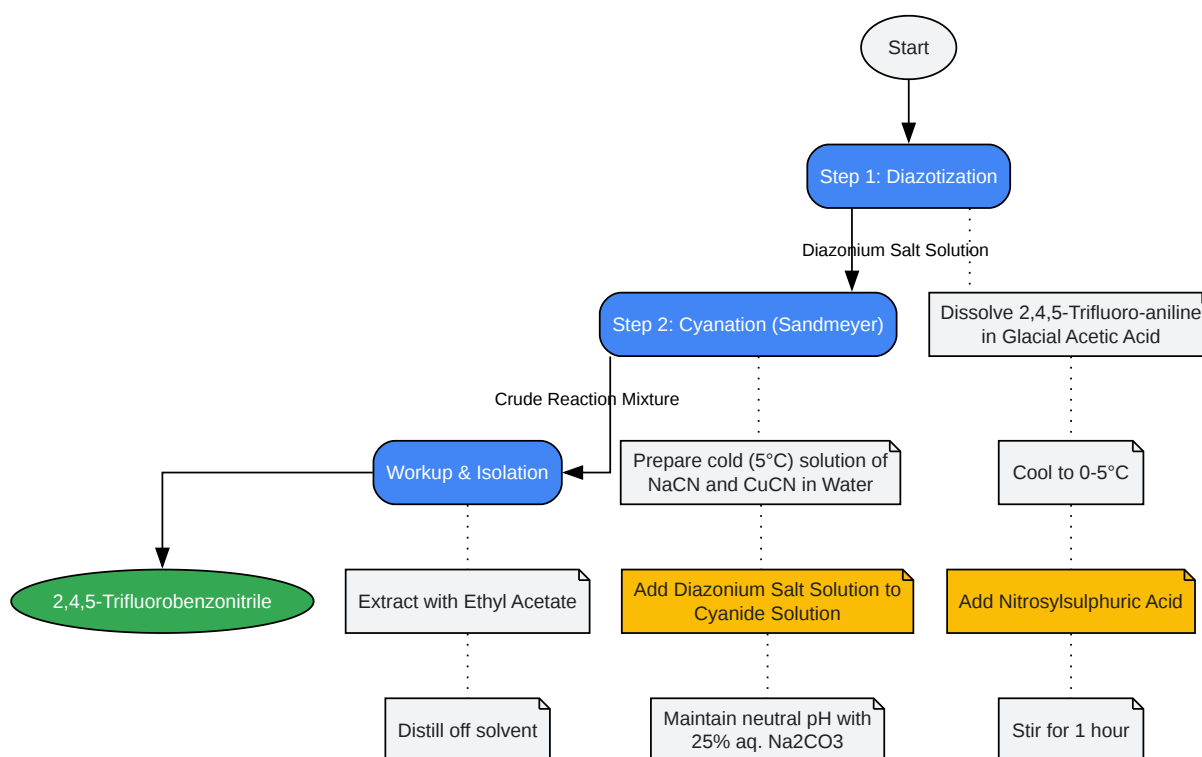 Start
Step 1: Diazotization
Diazonium Salt Solution
Step 2: Cyanation (Sandmeyer)
Dissolve 2,4,5-Trifluoro-aniline
in Glacial Acetic Acid
Crude Reaction Mixture
Workup & Isolation
Prepare cold (5°C) solution of
NaCN and CuCN in Water
Cool to 0-5°C
2,4,5-Trifluorobenzonitrile
Extract with Ethyl Acetate
Add Diazonium Salt Solution to
Cyanide Solution
Add Nitrosylsulphuric Acid
Distill off solvent
Maintain neutral pH with
25% aq. Na2CO3
Stir for 1 hour